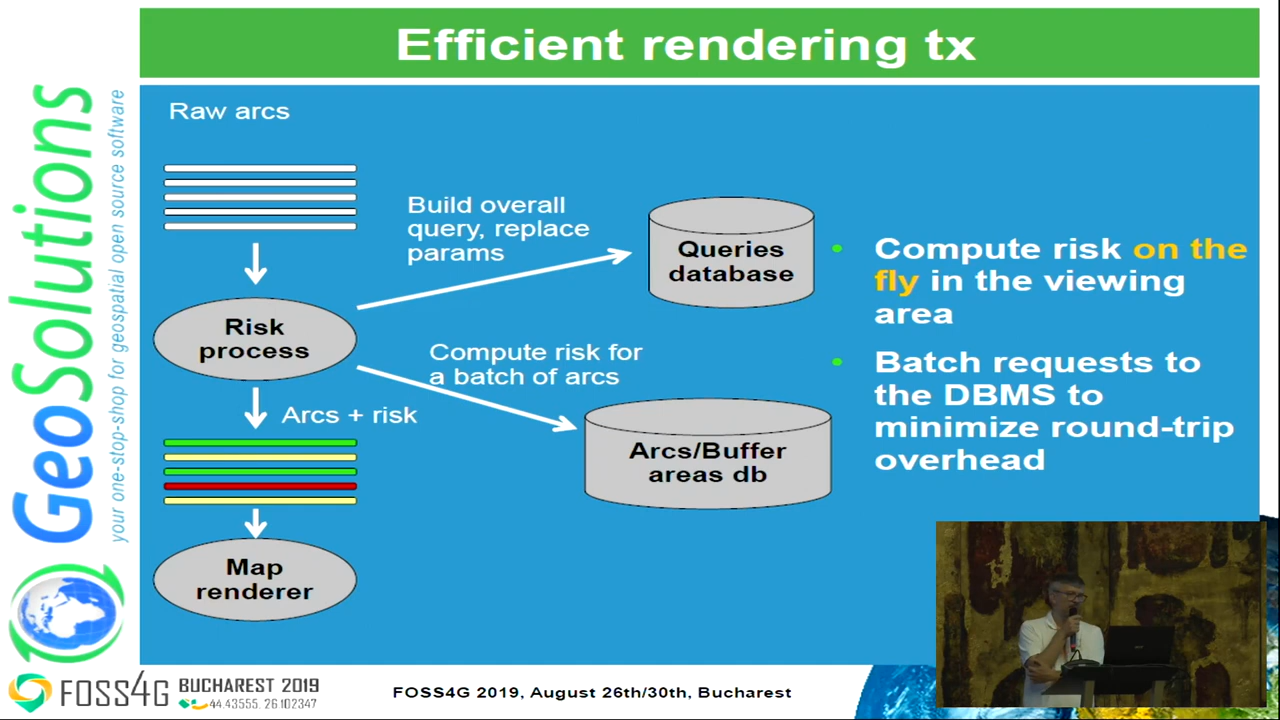 Efficient rendering tx
Raw arcs
Build overall
query, replace
params
Queries
database
Risk
process
Compute risk for
a batch of arcs
Arcs + risk
Arcs/Buffer
areas db
Map
renderer
Compute risk on the
fly in the viewing
area
Batch requests to
the DBMS to
minimize round-trip
overhead
GeoSolutions
your one-stop-shop for geospatial open source software
FOSS4G BUCHAREST 2019
44.43555, 26.102347
FOSS4G 2019, August 26th/30th, Bucharest